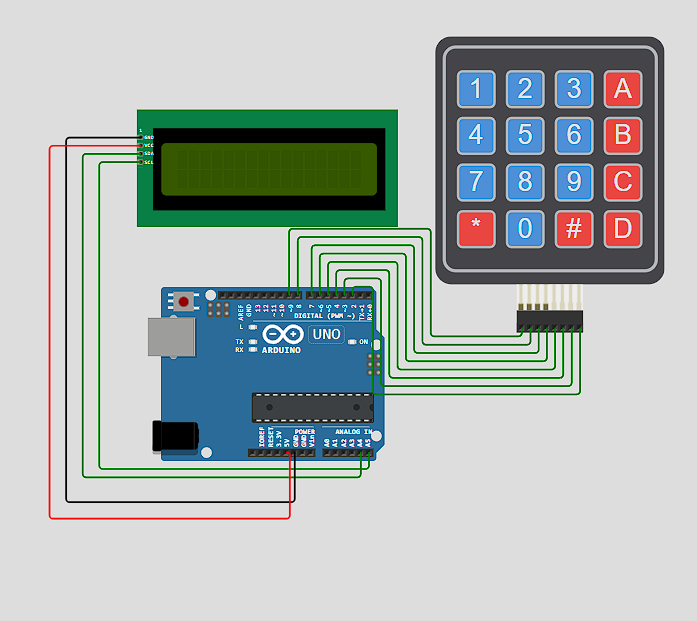 1 2 3 A
4 5 6 B
7 8 9 C
* 0 # D
1
GND
VCC
SDA
SCL
AREF
GND
13
12
~11
~10
~9
8
7
~6
~5
4
~3
2
TX→1
RX←0
DIGITAL (PWM ~)
L
TX
RX
UNO
ARDUINO
ON
IOREF
RESET
3.3V
5V
GND
GND
Vin
POWER
A0
A1
A2
A3
A4
A5
ANALOG IN